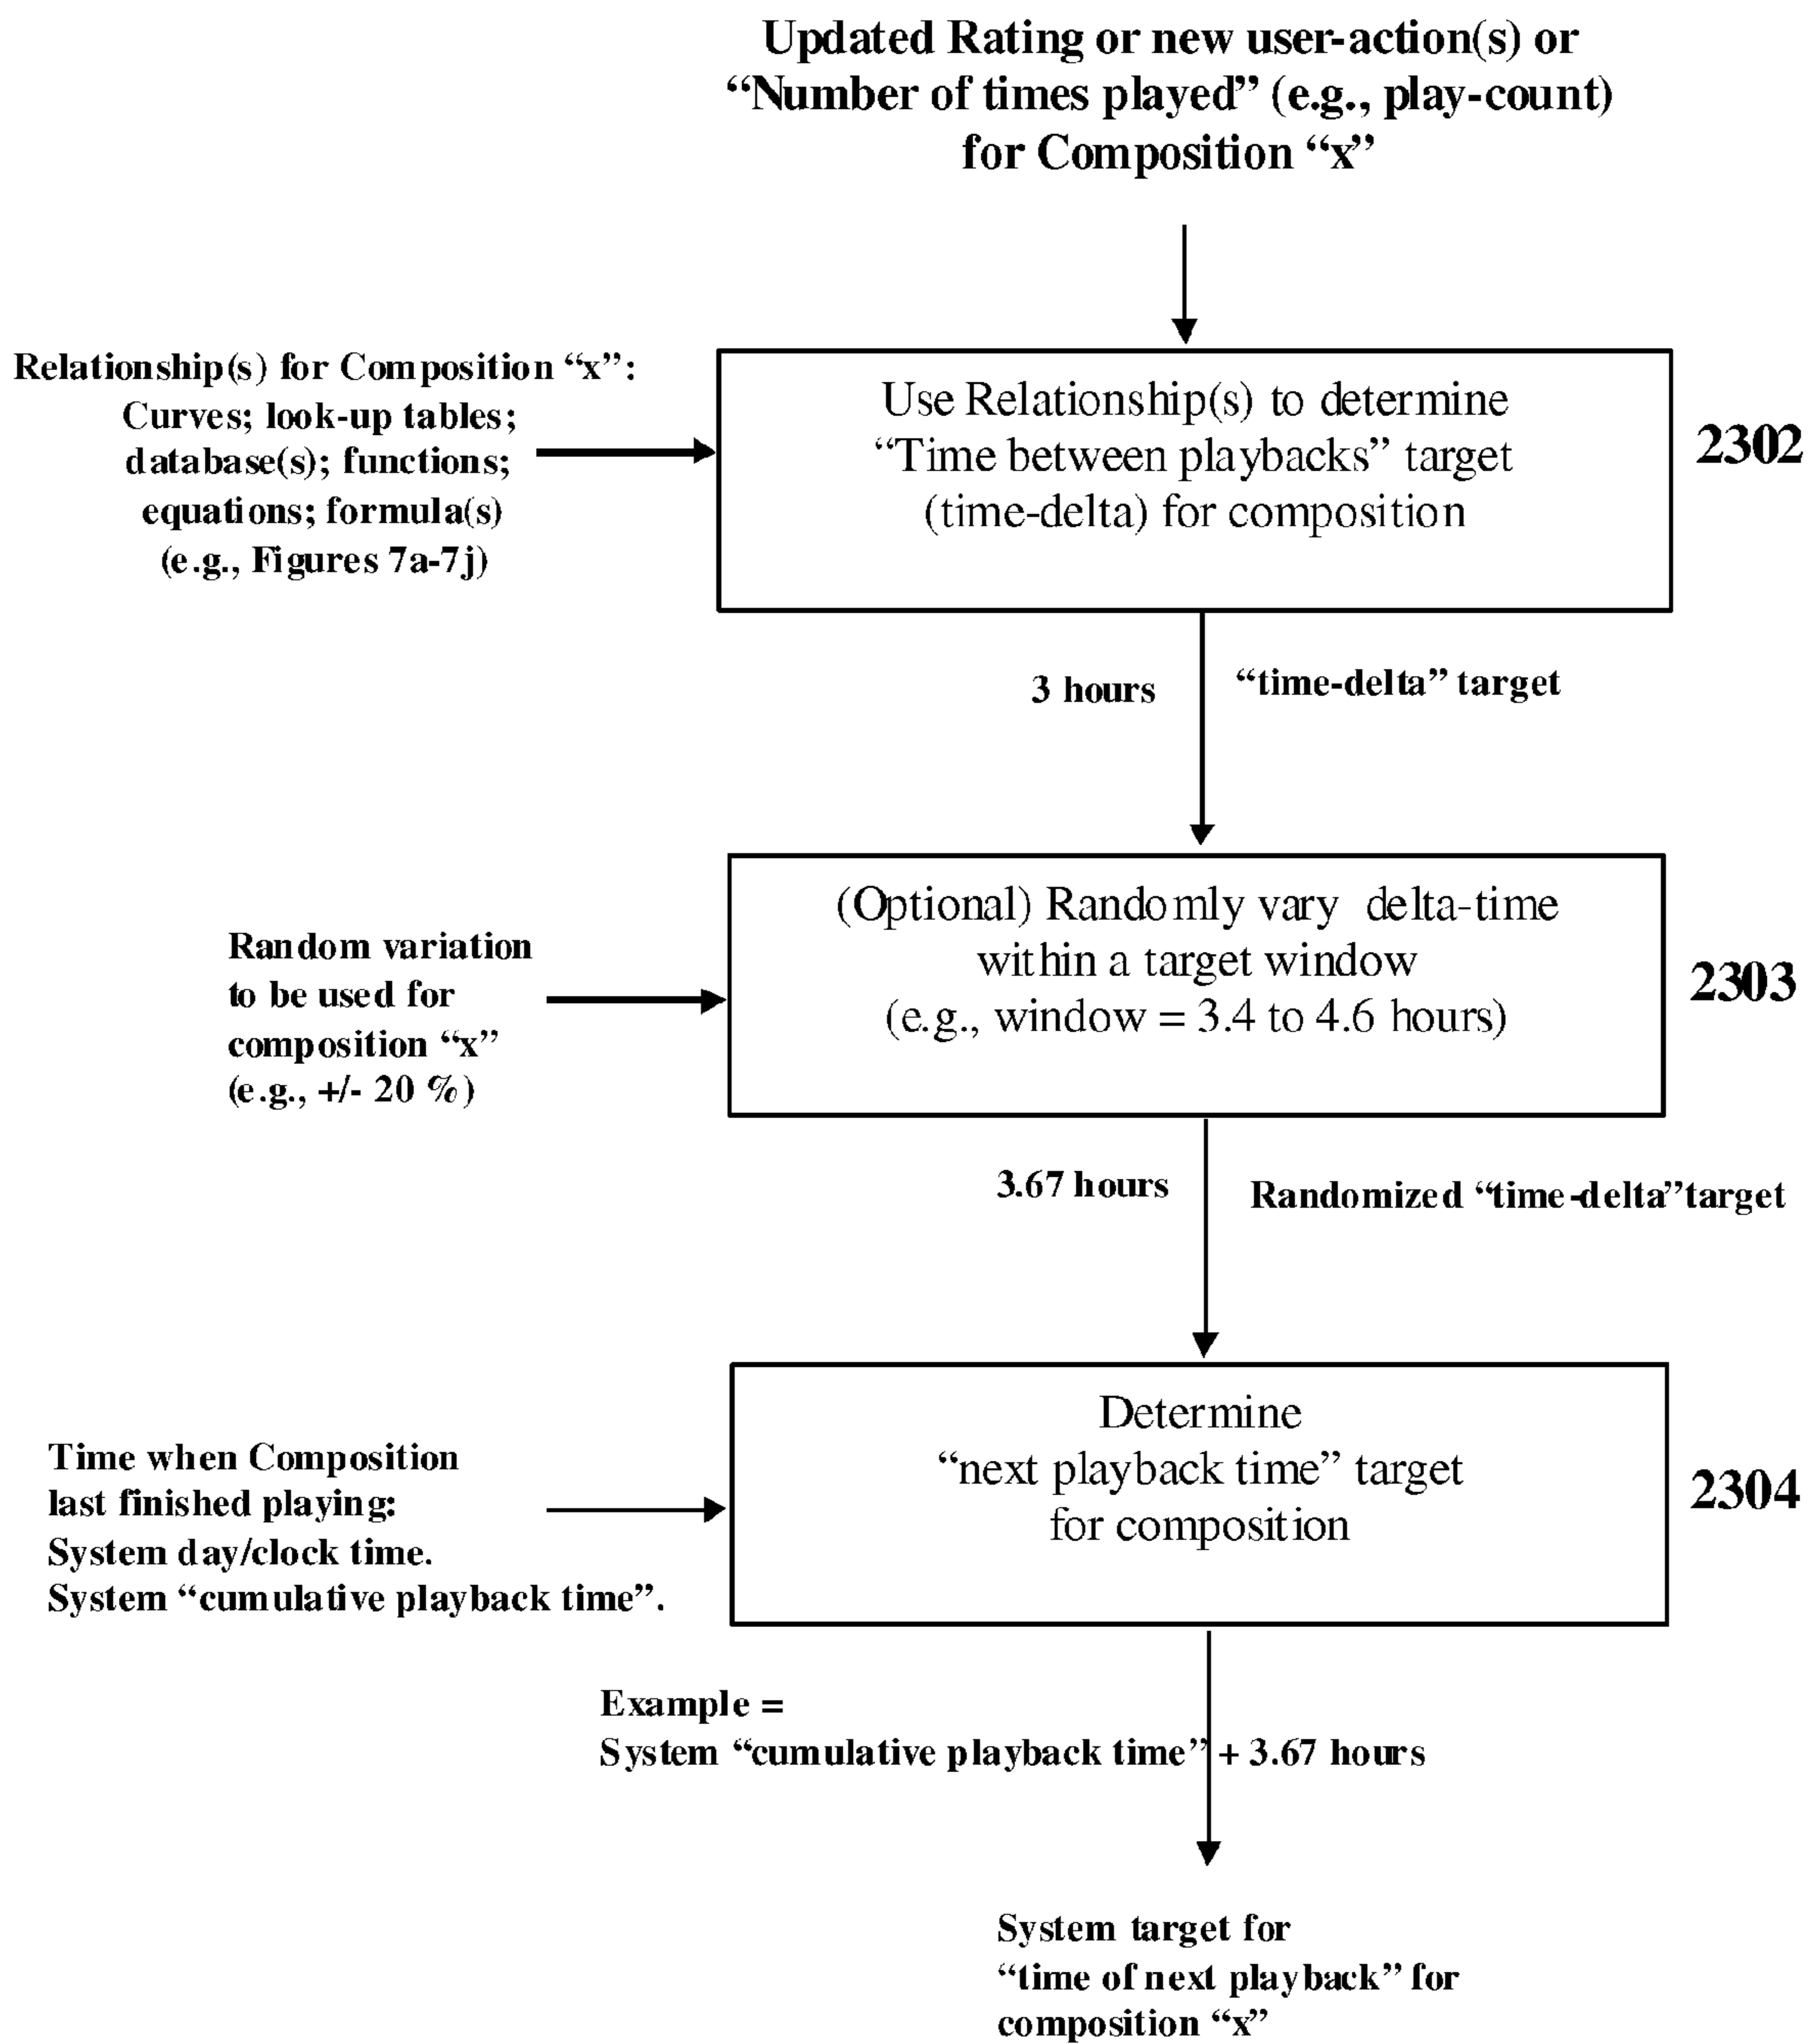 Updated Rating or new user-action(s) or
“Number of times played” (e.g., play-count)
for Composition “x”
Relationship(s) for Composition “x”:
Curves; look-up tables;
database(s); functions;
equations; formula(s)
(e.g., Figures 7a-7j)
Use Relationship(s) to determine
“Time between playbacks” target
(time-delta) for composition
2302
3 hours
“time-delta” target
Random variation
to be used for
composition “x”
(e.g., +/- 20 %)
(Optional) Randomly vary delta-time
within a target window
(e.g., window = 3.4 to 4.6 hours)
2303
3.67 hours
Randomized “time-delta” target
Time when Composition
last finished playing:
System day/clock time.
System “cumulative playback time”.
Determine
“next playback time” target
for composition
2304
Example =
System “cumulative playback time” + 3.67 hours
System target for
“time of next playback” for
composition “x”